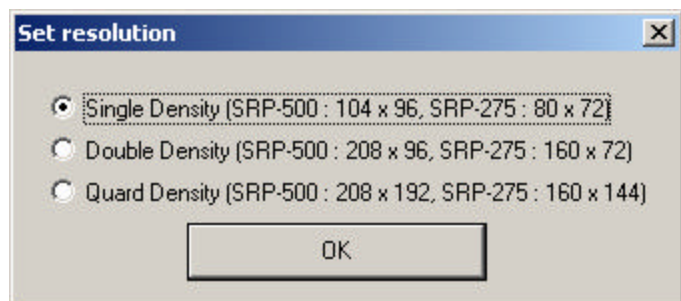 Set resolution
Single Density (SRP-500 : 104 x 96, SRP-275 : 80 x 72)
Double Density (SRP-500 : 208 x 96, SRP-275 : 160 x 72)
Quard Density (SRP-500 : 208 x 192, SRP-275 : 160 x 144)
OK